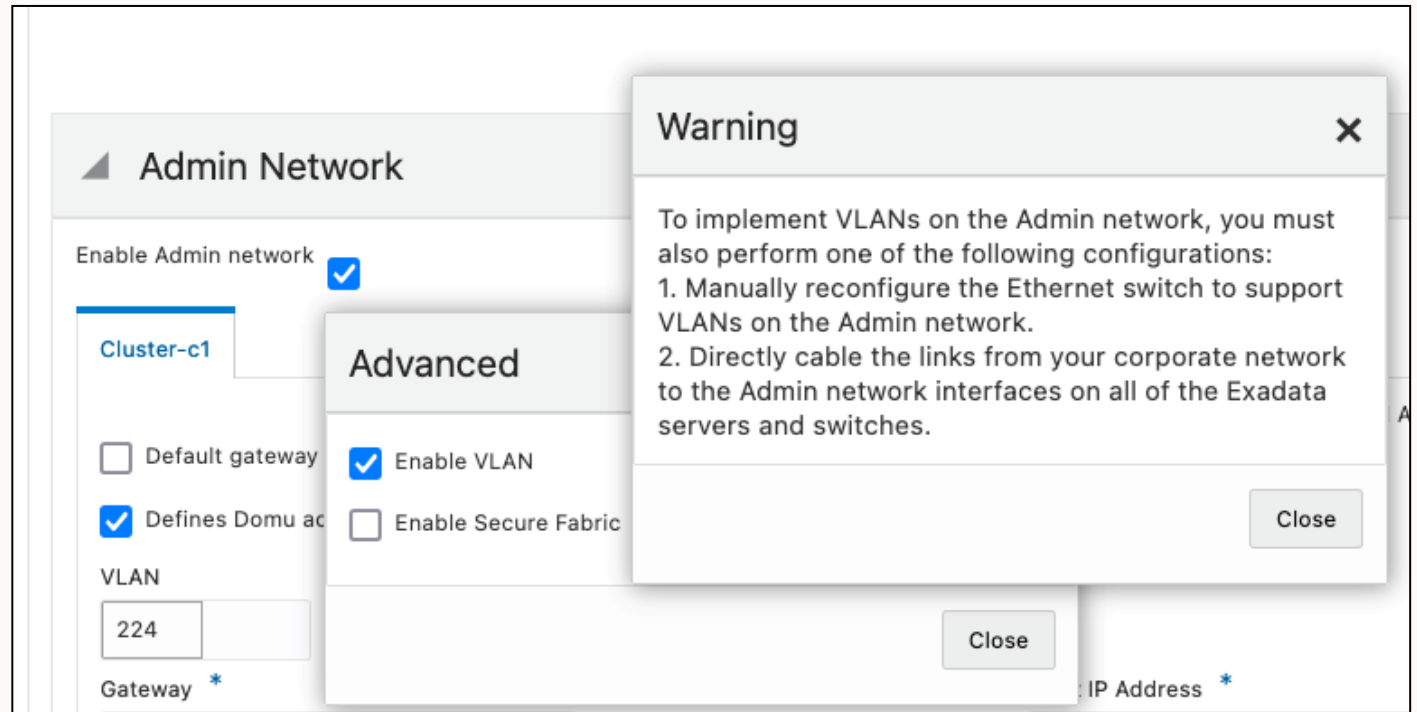 Warning
Admin Network
To implement VLANs on the Admin network, you must
also perform one of the following configurations:
1. Manually reconfigure the Ethernet switch to support
VLANs on the Admin network.
2. Directly cable the links from your corporate network
to the Admin network interfaces on all of the Exadata
servers and switches.
Close
Enable Admin network
Cluster-c1
Advanced
Default gateway
Enable VLAN
Defines Domu
Enable Secure Fabric
VLAN
224
Close
Gateway *
IP Address *